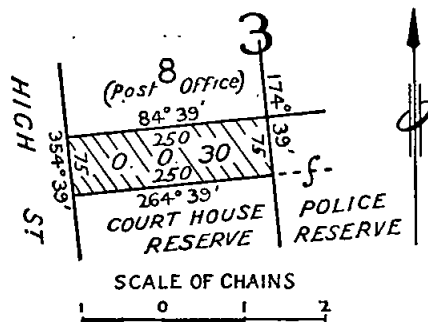 3
8
(Post Office)
HIGH ST
84° 39'
174° 39'
250
75
0 0 30
75
250
354° 39'
264° 39'
f
COURT HOUSE
RESERVE
POLICE
RESERVE
SCALE OF CHAINS
1 0 1 2